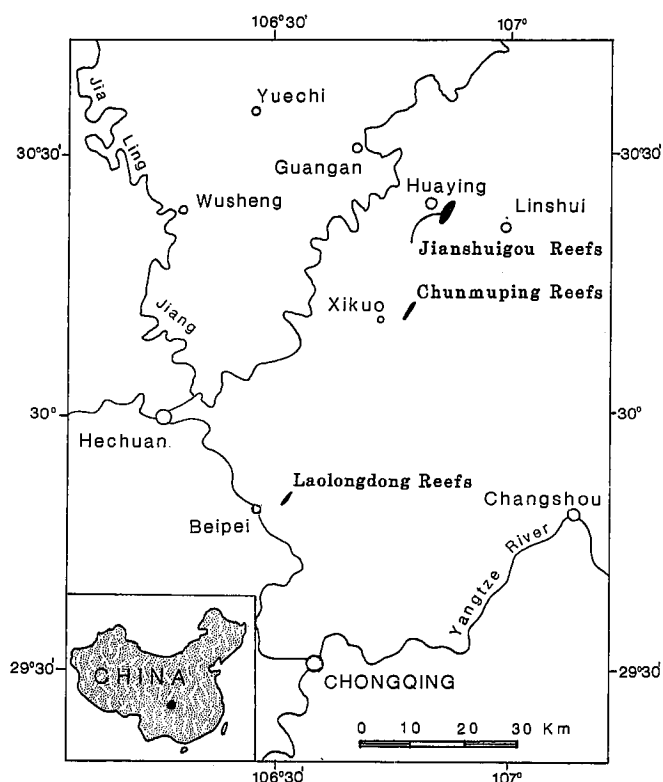 106°30'
107°
Jia
Ling
Jiang
Yuechi
30°30'
30°30'
Guangan
Huaying
Wusheng
Linshui
Jianshuigou Reefs
Chunmuping Reefs
Xikuo
30°
30°
Hechuan
Laolongdong Reefs
Changshou
Beipei
Yangtze River
29°30'
29°30'
CHINA
CHONGQING
0 10 20 30 Km
106°30'
107°